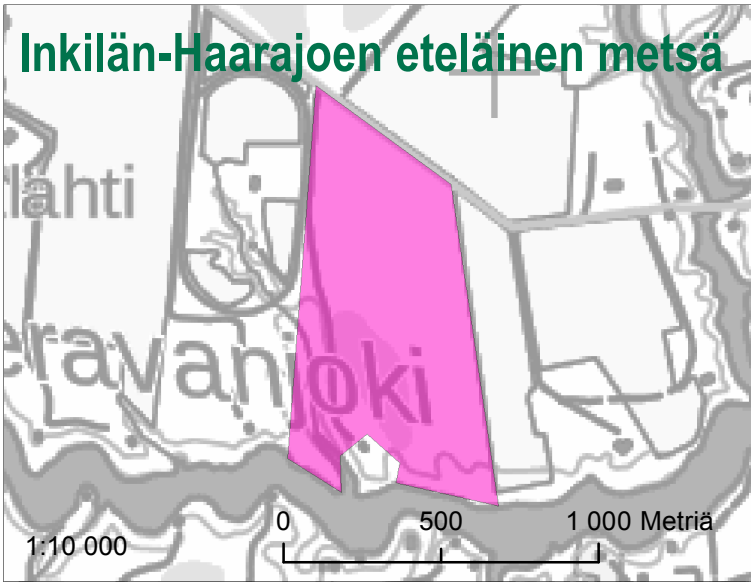 Inkilän-Haarajoen eteläinen metsä
lahti
eravanjoki
0 500 1 000 Metriä
1:10 000